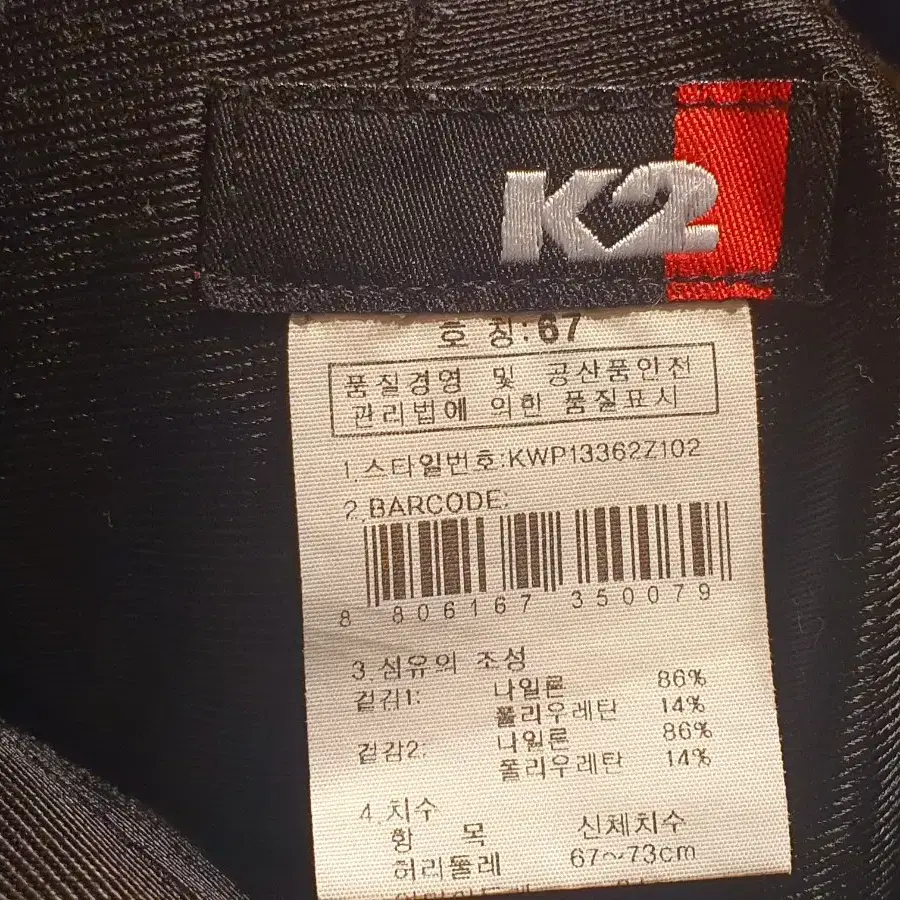 K2
호 칭:67
품질경영 및 공산품안전
관리법에 의한 품질표시
1.스타일번호:KWP13362Z102
2.BARCODE:
8 806167 350079
3.섬유의 조성
겉감1: 나일론 86%
폴리우레탄 14%
겉감2: 나일론 86%
폴리우레탄 14%
4.치수
항 목 신체치수
허리둘레 67~73cm